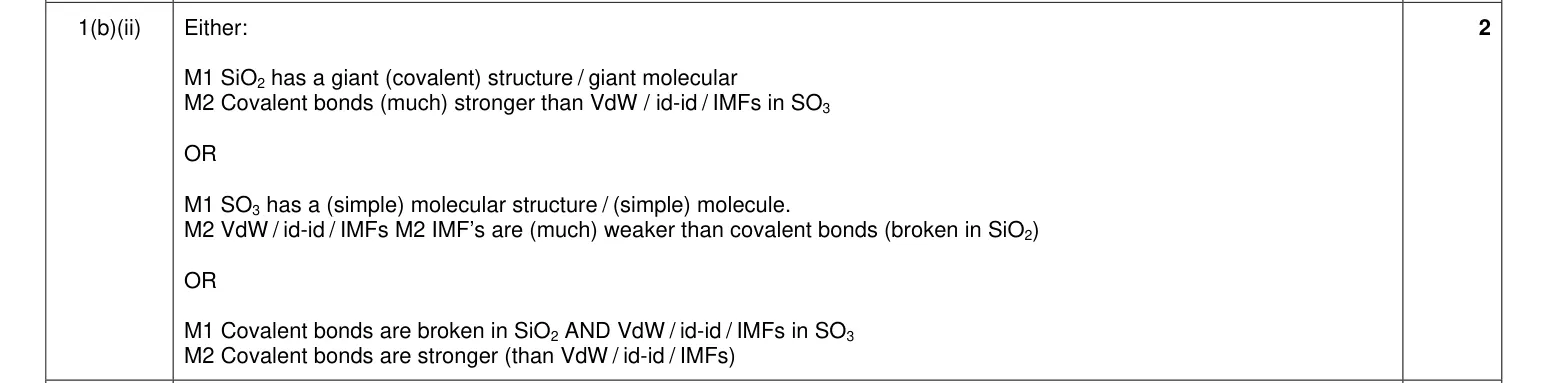 1(b)(ii) Either: 2
M1 SiO₂ has a giant (covalent) structure / giant molecular
M2 Covalent bonds (much) stronger than VdW / id-id / IMFs in SO₃
OR
M1 SO₃ has a (simple) molecular structure / (simple) molecule.
M2 VdW / id-id / IMFs M2 IMF’s are (much) weaker than covalent bonds (broken in SiO₂)
OR
M1 Covalent bonds are broken in SiO₂ AND VdW / id-id / IMFs in SO₃
M2 Covalent bonds are stronger (than VdW / id-id / IMFs)